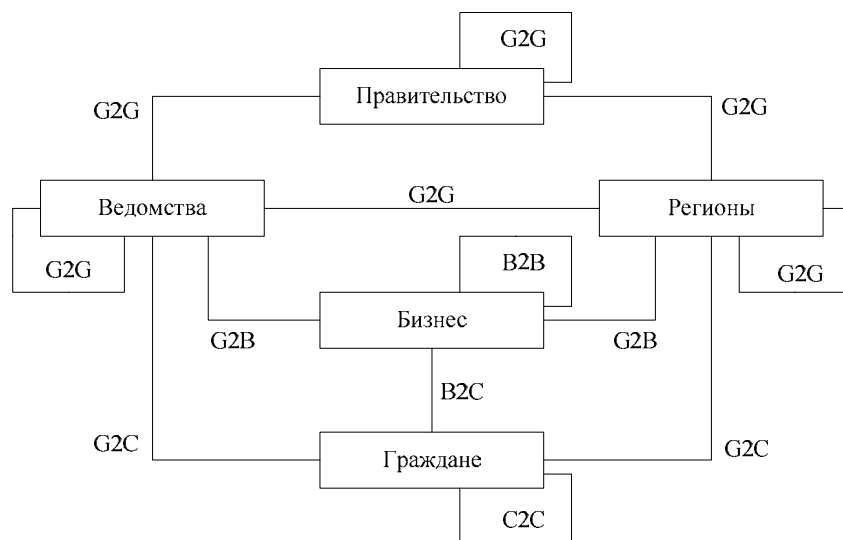 G2G
Правительство
G2G
G2G
Ведомства
G2G
Регионы
G2G
B2B
G2G
Бизнес
G2B
G2B
B2C
G2C
G2C
Граждане
C2C